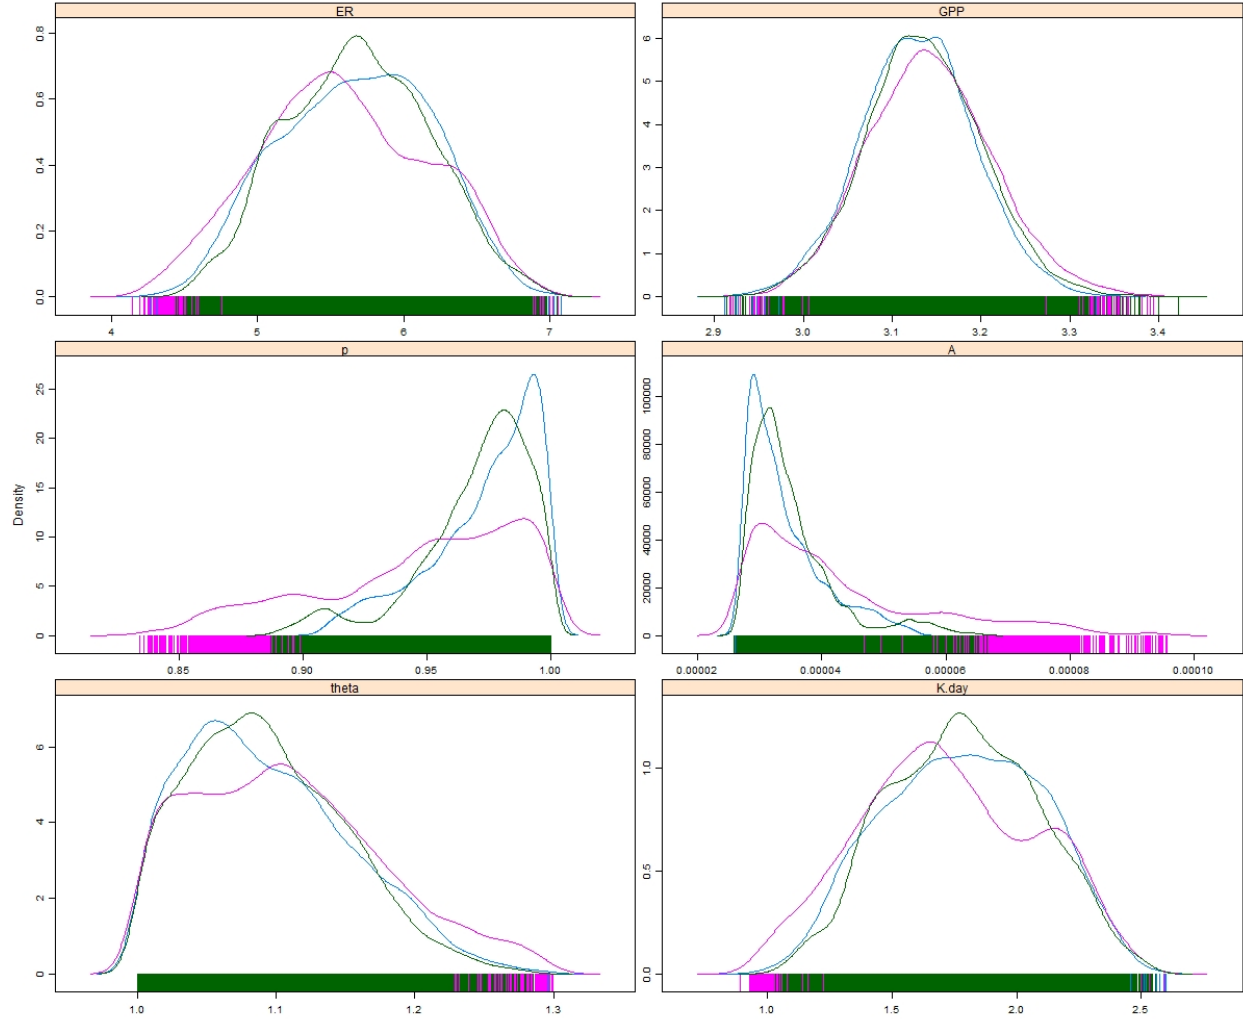 ER
GPP
0.0 0.2 0.4 0.6 0.8
0 1 2 3 4 5 6
4 5 6 7
2.9 3.0 3.1 3.2 3.3 3.4
p
A
Density
0 5 10 15 20 25
0 20000 40000 60000 80000 100000
0.85 0.90 0.95 1.00
0.00002 0.00004 0.00006 0.00008 0.00010
theta
K.day
0 2 4 6
0.0 0.5 1.0
1.0 1.1 1.2 1.3
1.0 1.5 2.0 2.5